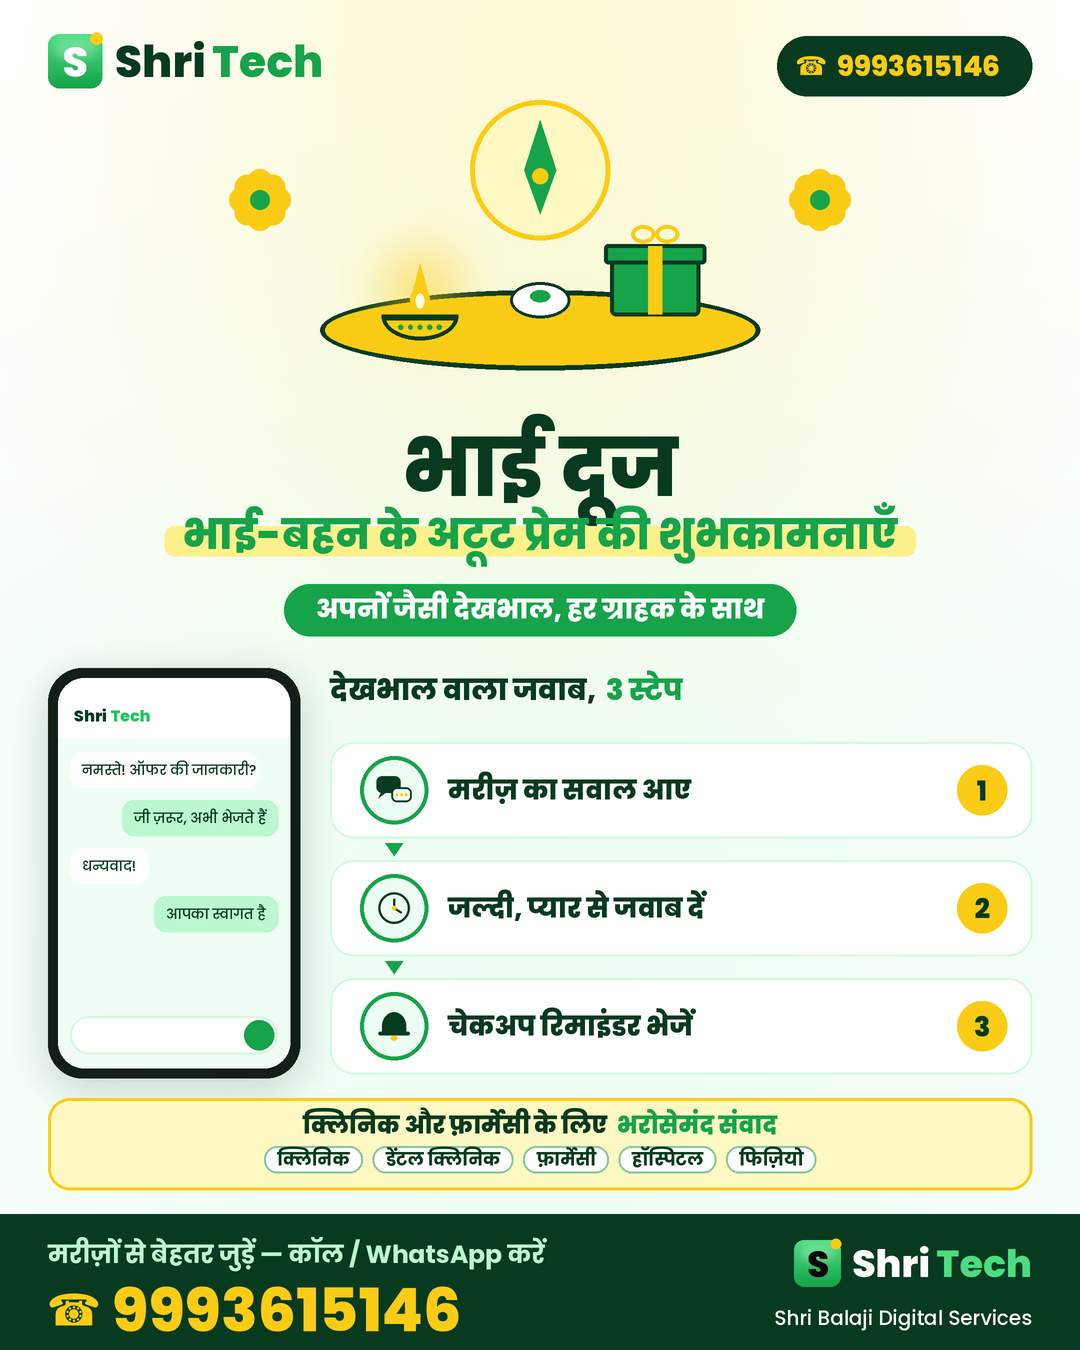 S Shri Tech
☎ 9993615146
भाई दूज
भाई-बहन के अटूट प्रेम की शुभकामनाएँ
अपनों जैसी देखभाल, हर ग्राहक के साथ
Shri Tech
नमस्ते! ऑफर की जानकारी?
जी ज़रूर, अभी भेजते हैं
धन्यवाद!
आपका स्वागत है
देखभाल वाला जवाब, 3 स्टेप
मरीज़ का सवाल आए 1
जल्दी, प्यार से जवाब दें 2
चेकअप रिमाइंडर भेजें 3
क्लिनिक और फ़ार्मेसी के लिए भरोसेमंद संवाद
क्लिनिक डेंटल क्लिनिक फ़ार्मेसी हॉस्पिटल फिज़ियो
मरीज़ों से बेहतर जुड़ें — कॉल / WhatsApp करें
☎ 9993615146
S Shri Tech
Shri Balaji Digital Services